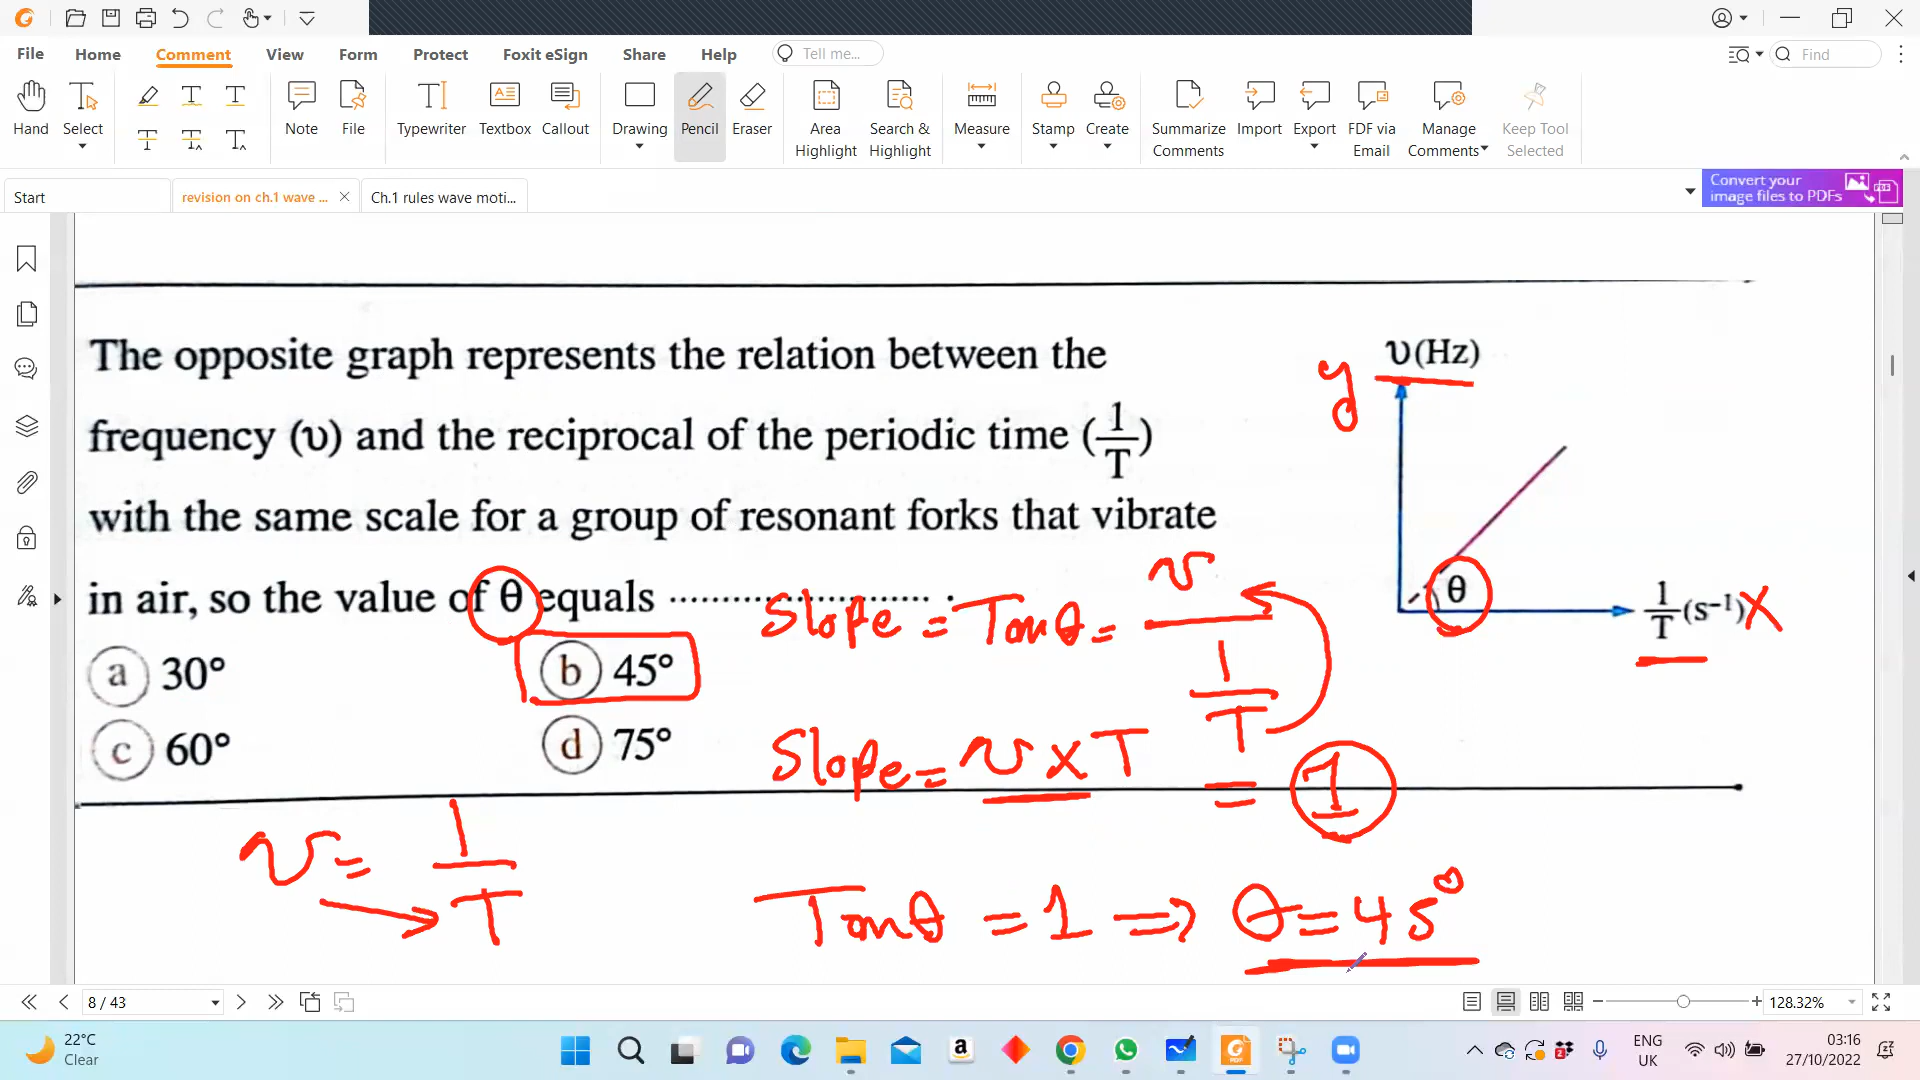 File Home Comment View Form Protect Foxit eSign Share Help Tell me... Find
Hand Select Note File Typewriter Textbox Callout Drawing Pencil Eraser Area Highlight Search & Highlight Measure Stamp Create Summarize Comments Import Export FDF via Email Manage Comments Keep Tool Selected
Start revision on ch.1 wave ... Ch.1 rules wave moti...
Convert your image files to PDFs
The opposite graph represents the relation between the
frequency (υ) and the reciprocal of the periodic time (1/T)
with the same scale for a group of resonant forks that vibrate
in air, so the value of θ equals ............................ .
a 30° b 45°
c 60° d 75°
y υ(Hz)
θ
1/T (s⁻¹) X
Slope = Tanθ = υ / 1/T
Slope = υ x T = 1
υ = 1/T
Tanθ = 1 ⇒ θ = 45°
8 / 43
128.32%
22°C
Clear
ENG
UK
03:16
27/10/2022